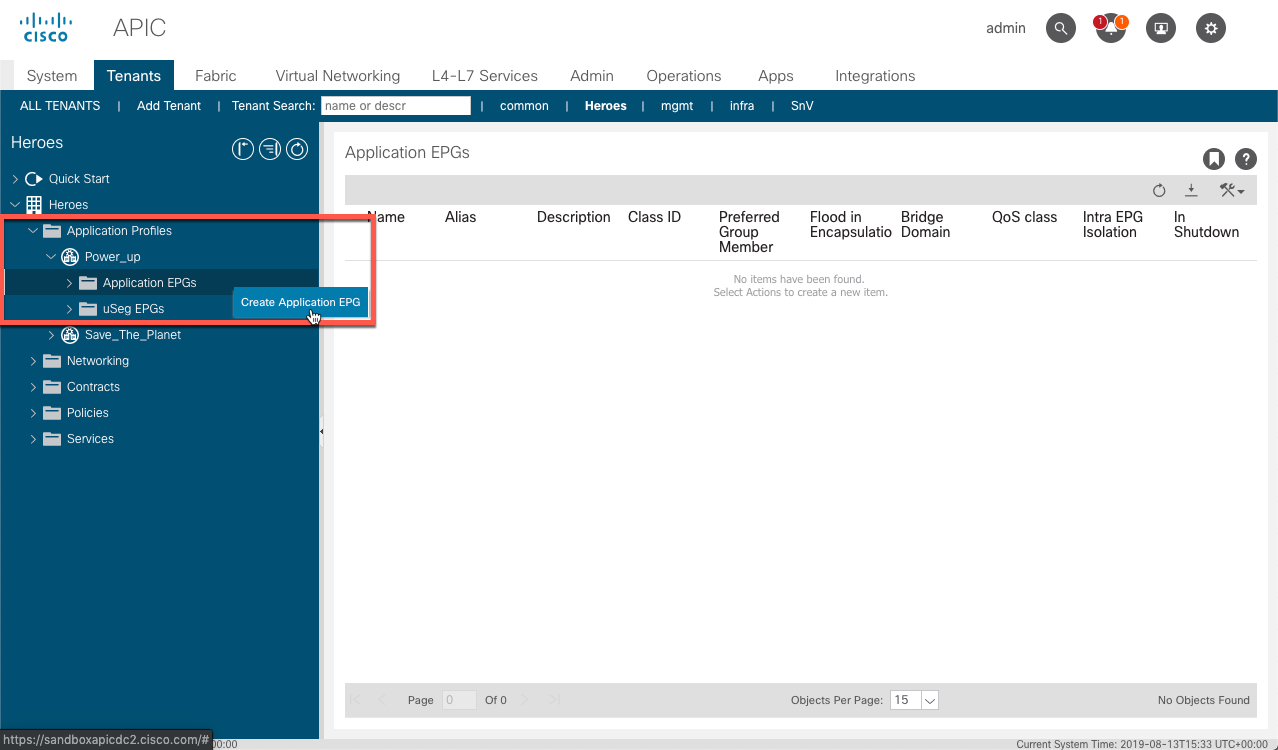 CISCO
APIC
admin
1
1
System Tenants Fabric Virtual Networking L4-L7 Services Admin Operations Apps Integrations
ALL TENANTS | Add Tenant | Tenant Search: name or descr | common | Heroes | mgmt | infra | SnV
Heroes
Quick Start
Heroes
Application Profiles
Power_up
Application EPGs
uSeg EPGs
Create Application EPG
Save_The_Planet
Networking
Contracts
Policies
Services
Application EPGs
?
Name Alias Description Class ID Preferred Group Member Flood in Encapsulatio Bridge Domain QoS class Intra EPG Isolation In Shutdown
No items have been found.
Select Actions to create a new item.
Page 0 Of 0 Objects Per Page: 15 No Objects Found
https://sandboxapicdc2.cisco.com/# 00:00 Current System Time: 2019-08-13T15:33 UTC+00:00